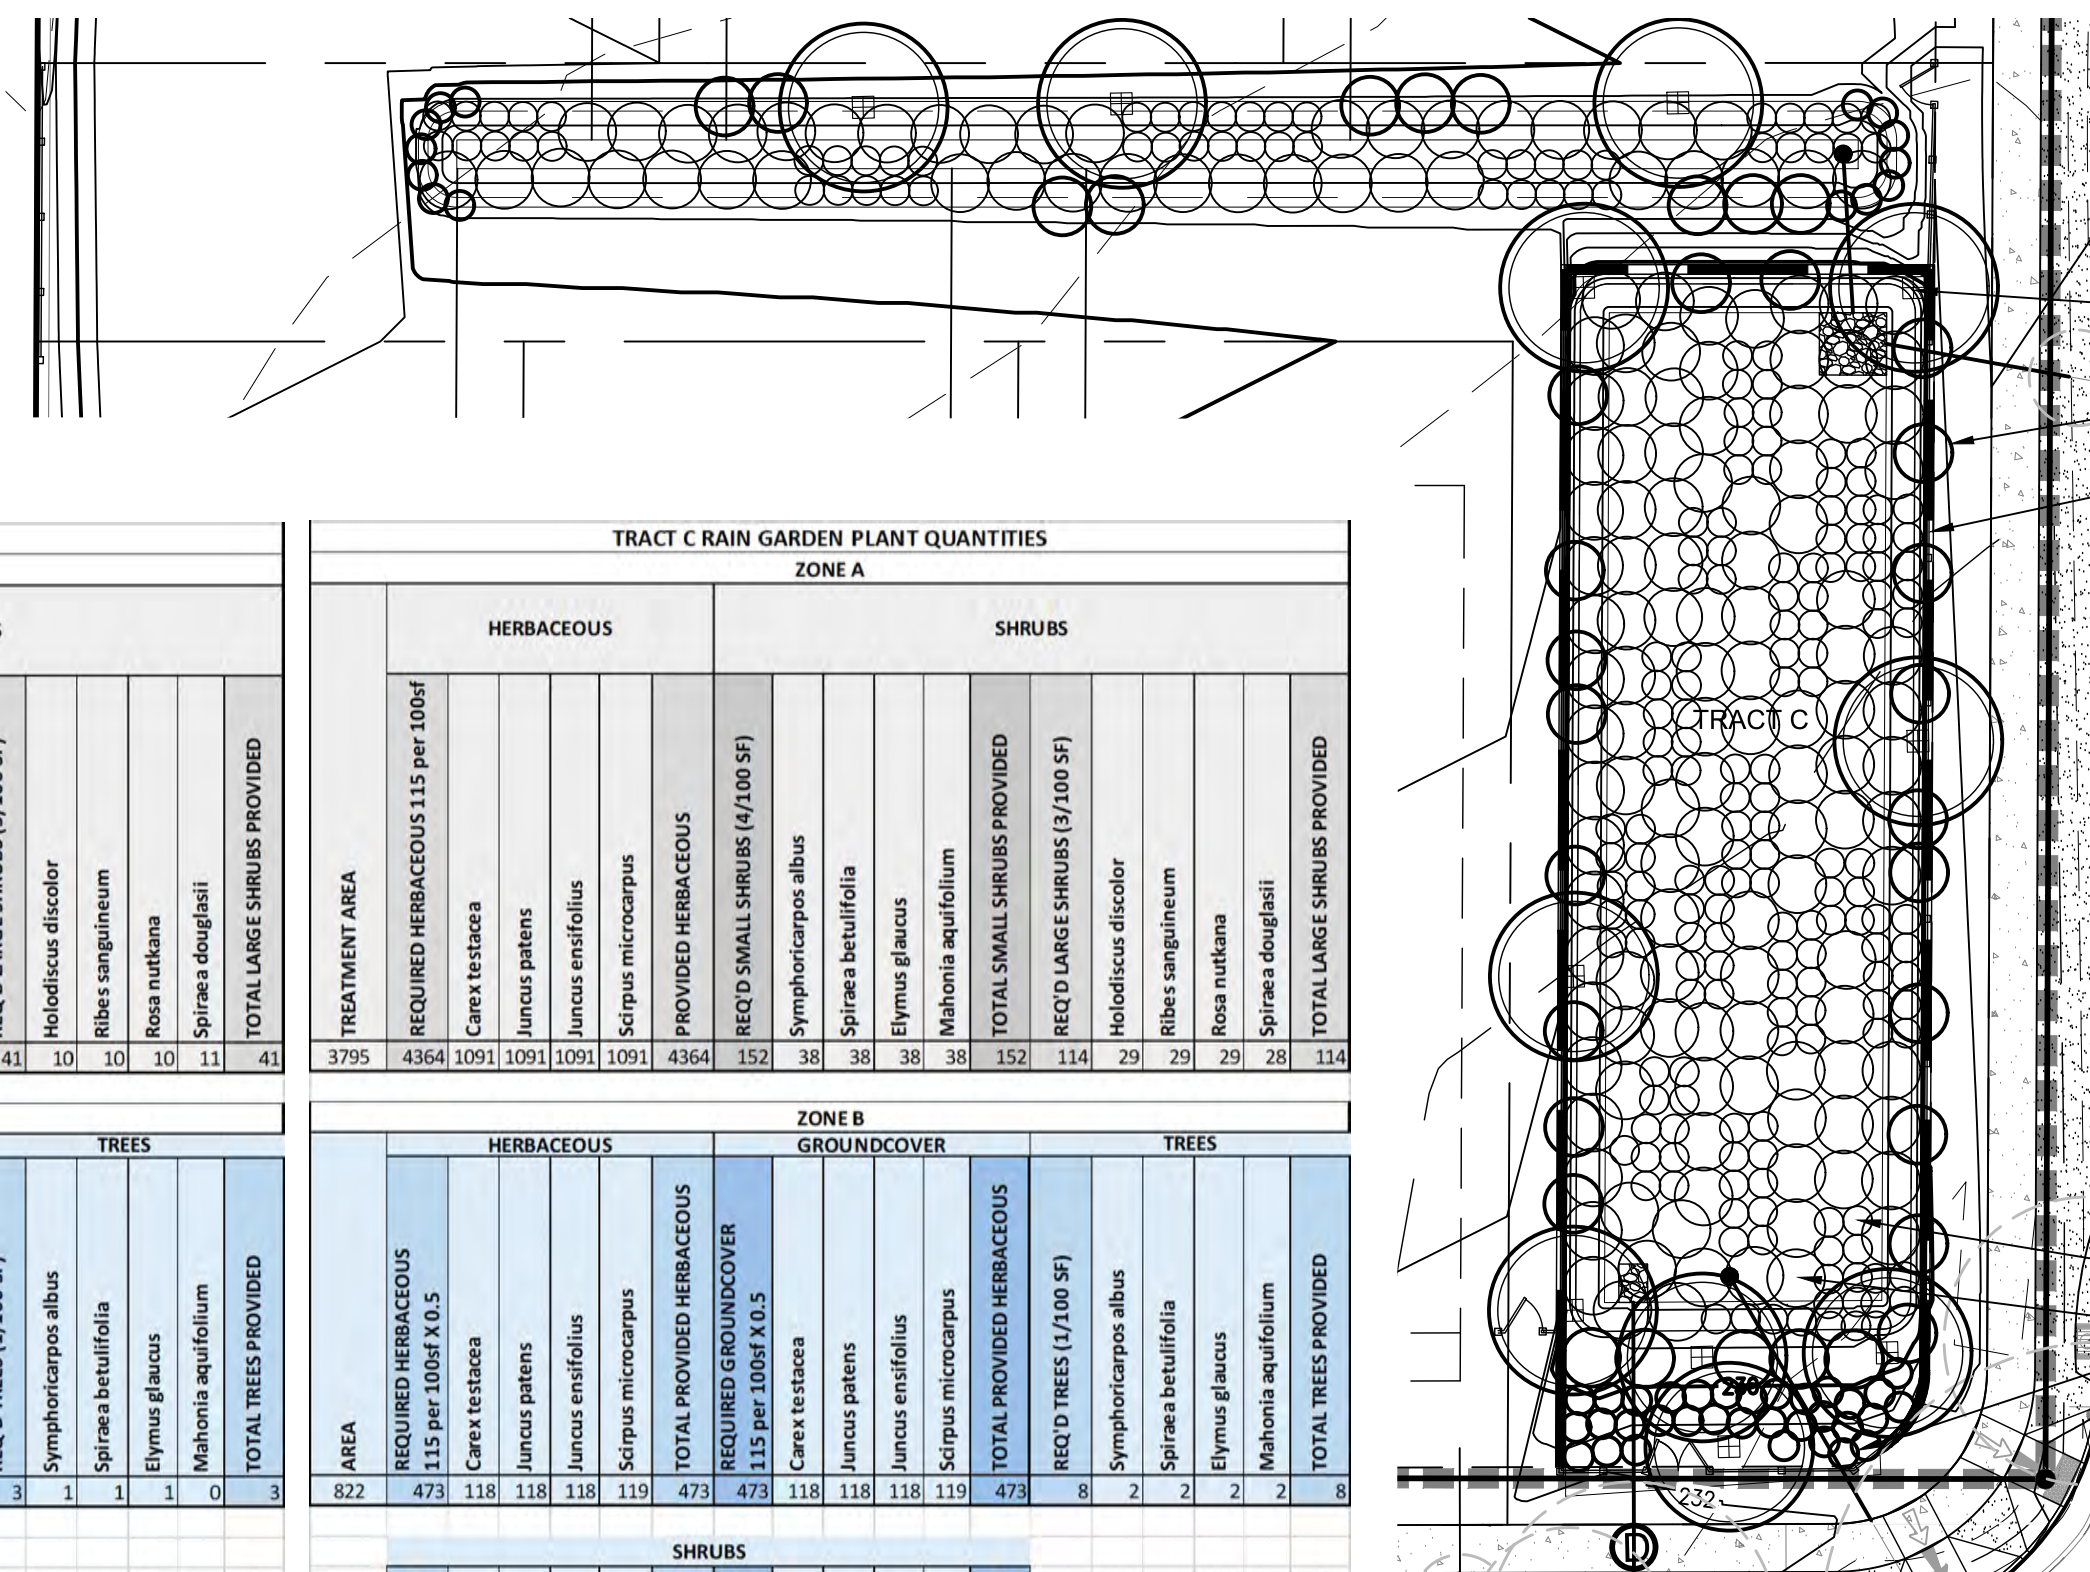 TRACT C RAIN GARDEN PLANT QUANTITIES
ZONE A
HERBACEOUS
SHRUBS
TREATMENT AREA
REQUIRED HERBACEOUS 115 per 100sf
Carex testacea
Juncus patens
Juncus ensifolius
Scirpus microcarpus
PROVIDED HERBACEOUS
REQ'D SMALL SHRUBS (4/100 SF)
Symphoricarpos albus
Spiraea betulifolia
Elymus glaucus
Mahonia aquifolium
TOTAL SMALL SHRUBS PROVIDED
REQ'D LARGE SHRUBS (3/100 SF)
Holodiscus discolor
Ribes sanguineum
Rosa nutkana
Spiraea douglasii
TOTAL LARGE SHRUBS PROVIDED
3795 4364 1091 1091 1091 1091 4364 152 38 38 38 38 152 114 29 29 29 28 114
ZONE B
HERBACEOUS
GROUNDCOVER
TREES
AREA
REQUIRED HERBACEOUS
115 per 100sf X 0.5
Carex testacea
Juncus patens
Juncus ensifolius
Scirpus microcarpus
TOTAL PROVIDED HERBACEOUS
REQUIRED GROUNDCOVER
115 per 100sf X 0.5
Carex testacea
Juncus patens
Juncus ensifolius
Scirpus microcarpus
TOTAL PROVIDED HERBACEOUS
REQ'D TREES (1/100 SF)
Symphoricarpos albus
Spiraea betulifolia
Elymus glaucus
Mahonia aquifolium
TOTAL TREES PROVIDED
822 473 118 118 118 119 473 473 118 118 118 119 473 8 2 2 2 2 8
SHRUBS
Holodiscus discolor
Ribes sanguineum
Rosa nutkana
Spiraea douglasii
TOTAL LARGE SHRUBS PROVIDED
41 10 10 10 11 41
TREES
Symphoricarpos albus
Spiraea betulifolia
Elymus glaucus
Mahonia aquifolium
TOTAL TREES PROVIDED
3 1 1 1 0 3
TRACT C
230
232
D